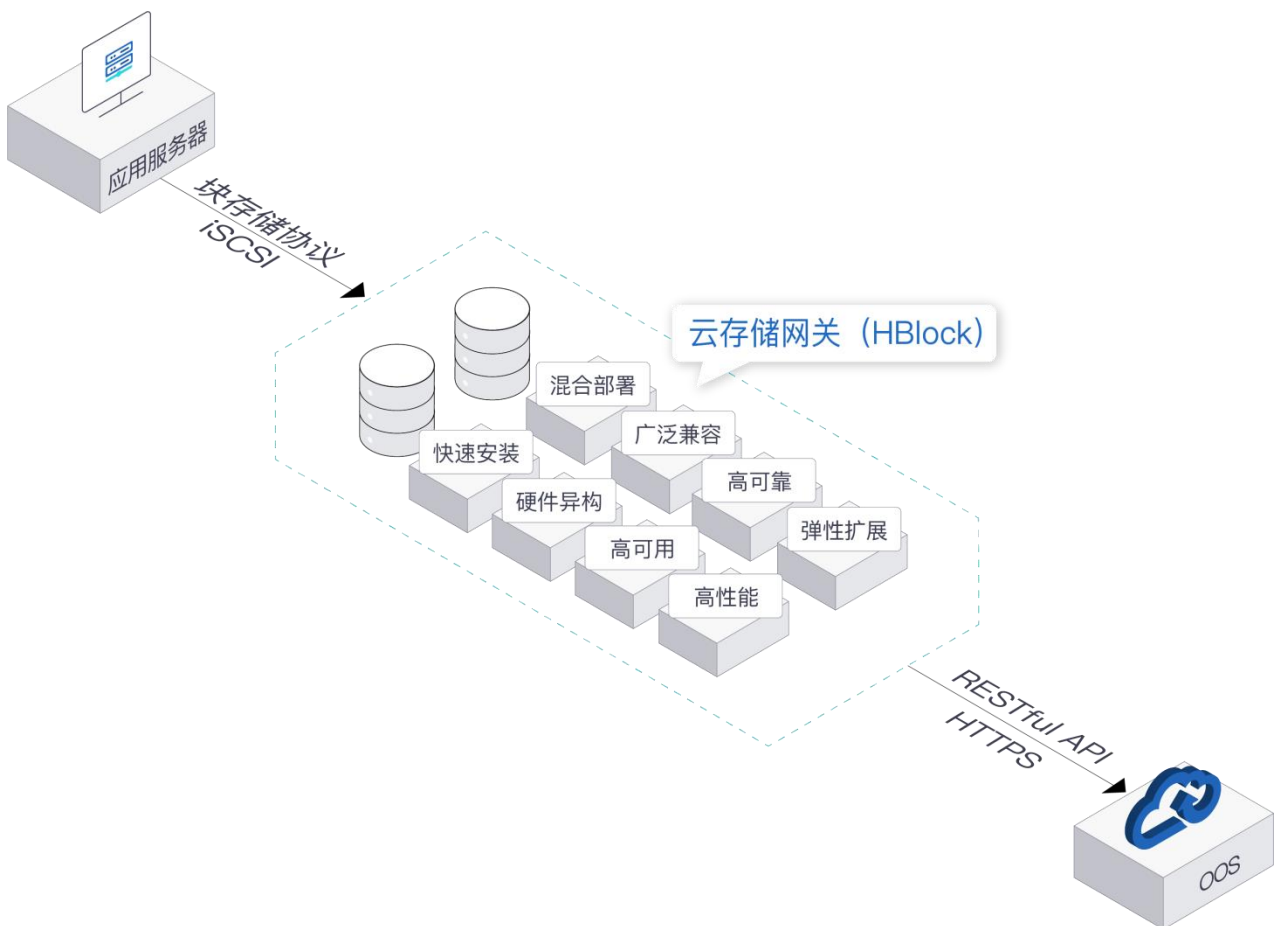 应用服务器
块存储协议
iSCSI
云存储网关（HBlock）
混合部署
广泛兼容
快速安装
高可靠
硬件异构
弹性扩展
高可用
高性能
RESTful API
HTTPS
OOS